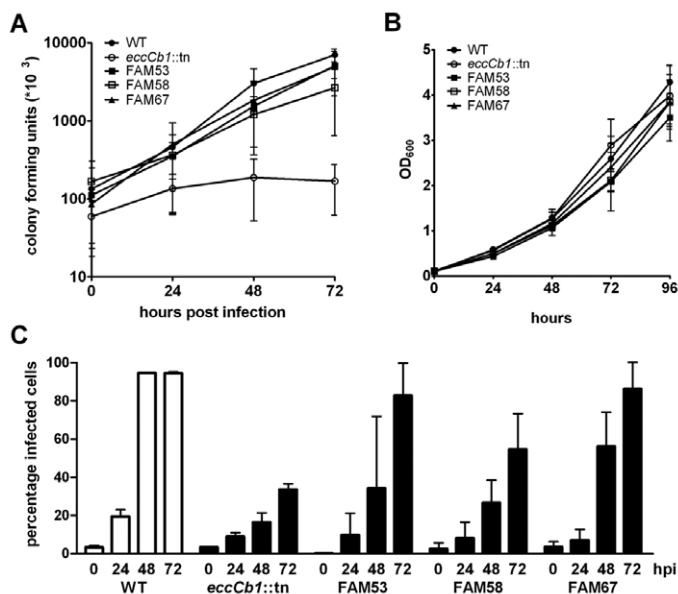 A
WT
eccCb1::tn
FAM53
FAM58
FAM67
colony forming units (*10⁻³)
10000
1000
100
10
0 24 48 72
hours post infection
B
WT
eccCb1::tn
FAM53
FAM58
FAM67
OD600
5
4
3
2
1
0
0 24 48 72 96
hours
C
percentage infected cells
100
80
60
40
20
0
0 24 48 72 0 24 48 72 0 24 48 72 0 24 48 72 0 24 48 72 hpi
WT eccCb1::tn FAM53 FAM58 FAM67